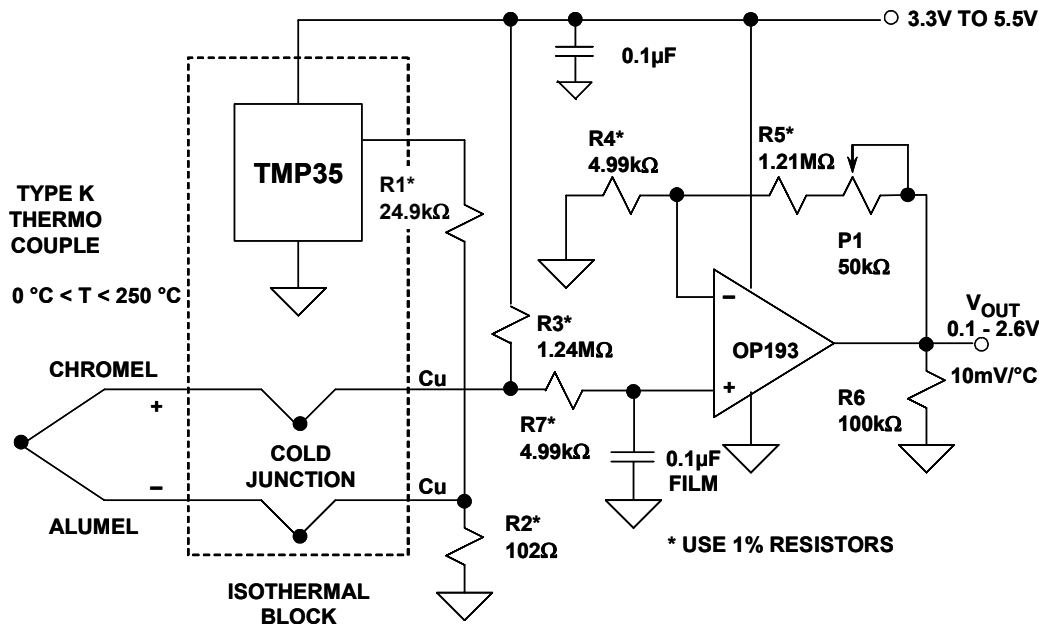 3.3V TO 5.5V
0.1µF
TMP35
R1*
24.9kΩ
R4*
4.99kΩ
R5*
1.21MΩ
P1
50kΩ
TYPE K
THERMO
COUPLE
0 °C < T < 250 °C
R3*
1.24MΩ
–
+
OP193
V OUT
0.1 - 2.6V
10mV/°C
R6
100kΩ
CHROMEL
+
Cu
COLD
JUNCTION
R7*
4.99kΩ
0.1µF
FILM
–
Cu
ALUMEL
R2*
102Ω
* USE 1% RESISTORS
ISOTHERMAL
BLOCK